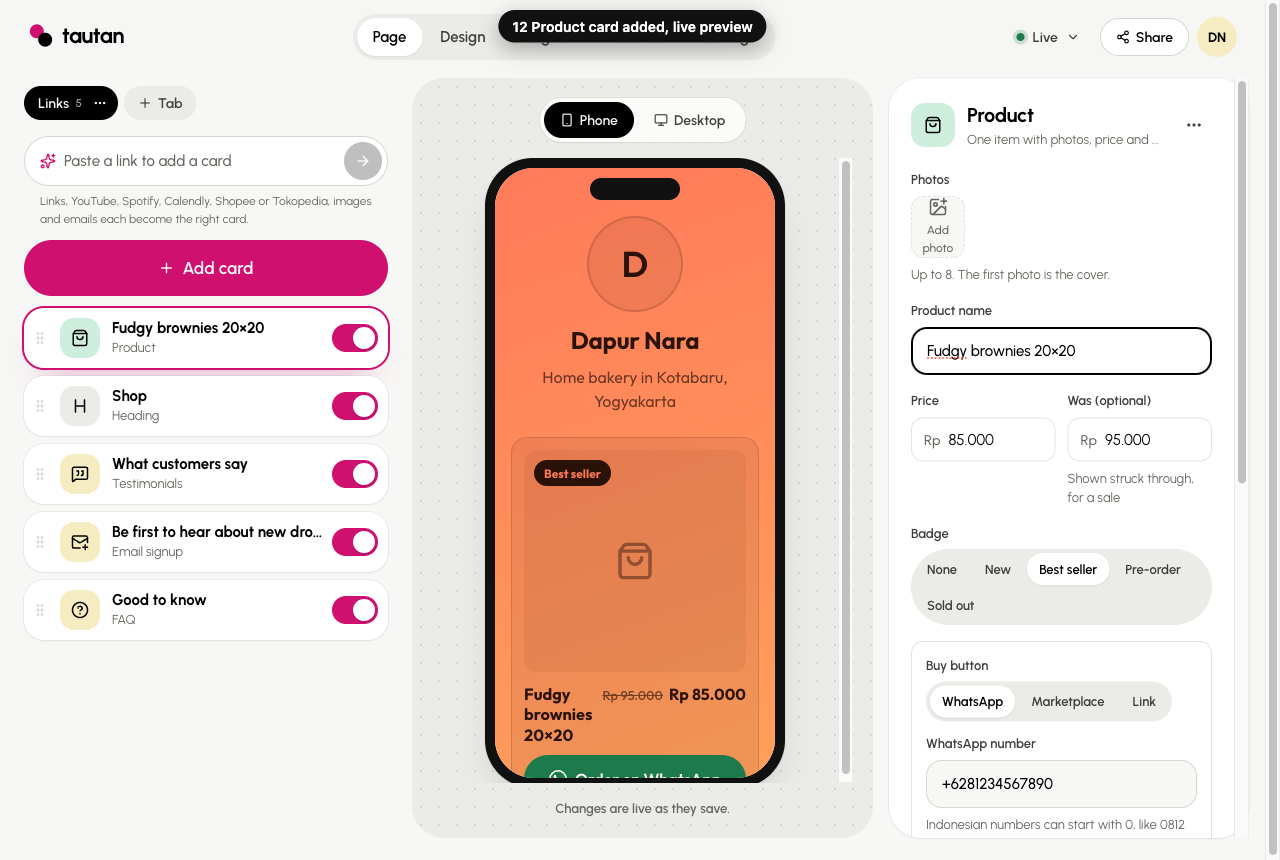 tautan
Page
Design
12 Product card added, live preview
Live
Share
DN
Links 5
Tab
Paste a link to add a card
Links, YouTube, Spotify, Calendly, Shopee or Tokopedia, images
and emails each become the right card.
Add card
Fudgy brownies 20×20
Product
H
Shop
Heading
What customers say
Testimonials
Be first to hear about new dro...
Email signup
Good to know
FAQ
Phone
Desktop
D
Dapur Nara
Home bakery in Kotabaru,
Yogyakarta
Best seller
Fudgy
brownies
20×20
Rp 95.000 Rp 85.000
Order on WhatsApp
Changes are live as they save.
Product
One item with photos, price and ...
Photos
Add
photo
Up to 8. The first photo is the cover.
Product name
Fudgy brownies 20×20
Price
Was (optional)
Rp 85.000
Rp 95.000
Shown struck through,
for a sale
Badge
None
New
Best seller
Pre-order
Sold out
Buy button
WhatsApp
Marketplace
Link
WhatsApp number
+6281234567890
Indonesian numbers can start with 0, like 0812